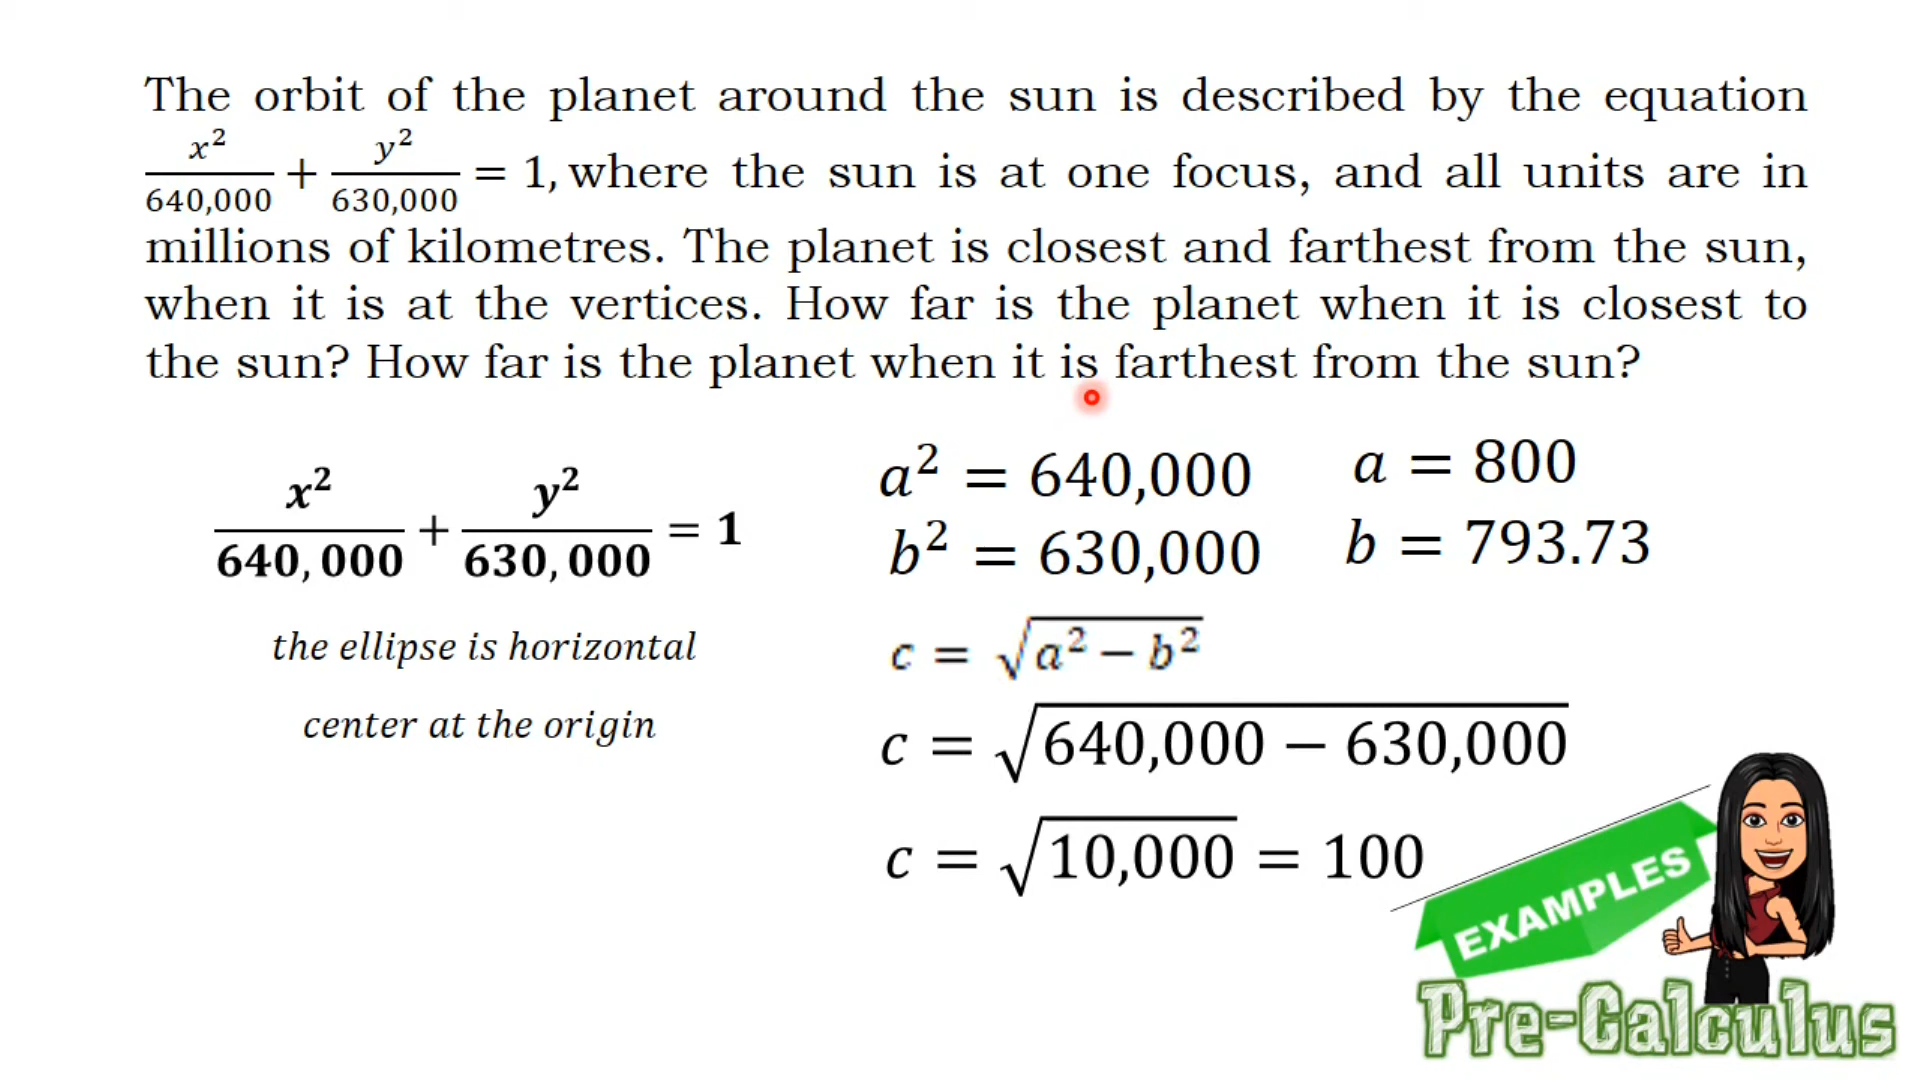 The orbit of the planet around the sun is described by the equation
x²/640,000 + y²/630,000 = 1, where the sun is at one focus, and all units are in
millions of kilometres. The planet is closest and farthest from the sun,
when it is at the vertices. How far is the planet when it is closest to
the sun? How far is the planet when it is farthest from the sun?
x²/640,000 + y²/630,000 = 1
the ellipse is horizontal
center at the origin
a² = 640,000
a = 800
b² = 630,000
b = 793.73
c = √(a² − b²)
c = √(640,000 − 630,000)
c = √(10,000) = 100
EXAMPLES
Pre-Calculus